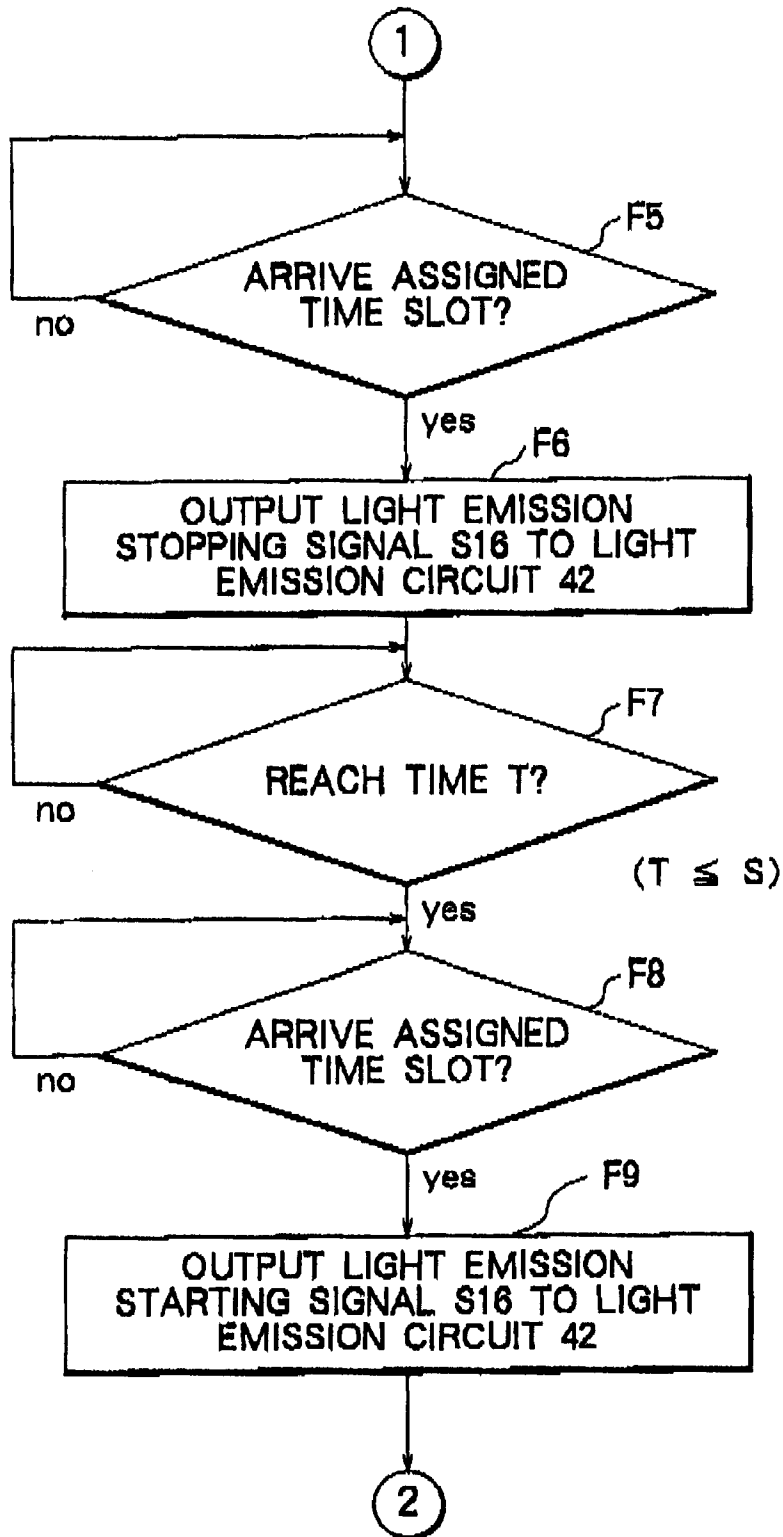 1
F5
ARRIVE ASSIGNED
TIME SLOT?
no
yes
F6
OUTPUT LIGHT EMISSION
STOPPING SIGNAL S16 TO LIGHT
EMISSION CIRCUIT 42
F7
REACH TIME T?
no
(T ≦ S)
yes
F8
ARRIVE ASSIGNED
TIME SLOT?
no
yes
F9
OUTPUT LIGHT EMISSION
STARTING SIGNAL S16 TO LIGHT
EMISSION CIRCUIT 42
2